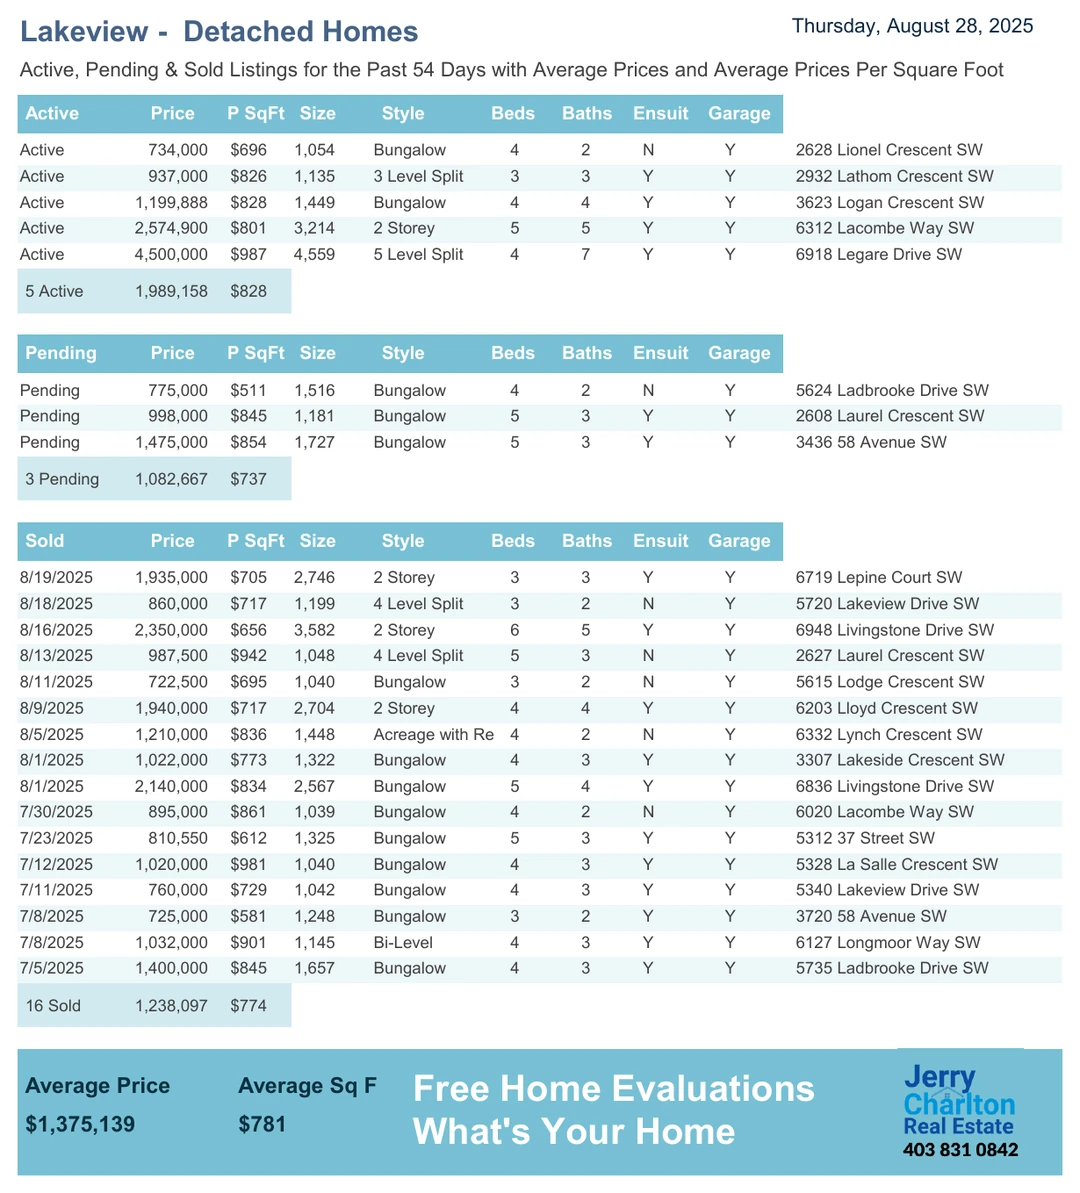 Lakeview - Detached Homes
Thursday, August 28, 2025
Active, Pending & Sold Listings for the Past 54 Days with Average Prices and Average Prices Per Square Foot
Active Price P SqFt Size Style Beds Baths Ensuit Garage
Active 734,000 $696 1,054 Bungalow 4 2 N Y 2628 Lionel Crescent SW
Active 937,000 $826 1,135 3 Level Split 3 3 Y Y 2932 Lathom Crescent SW
Active 1,199,888 $828 1,449 Bungalow 4 4 Y Y 3623 Logan Crescent SW
Active 2,574,900 $801 3,214 2 Storey 5 5 Y Y 6312 Lacombe Way SW
Active 4,500,000 $987 4,559 5 Level Split 4 7 Y Y 6918 Legare Drive SW
5 Active 1,989,158 $828
Pending Price P SqFt Size Style Beds Baths Ensuit Garage
Pending 775,000 $511 1,516 Bungalow 4 2 N Y 5624 Ladbrooke Drive SW
Pending 998,000 $845 1,181 Bungalow 5 3 Y Y 2608 Laurel Crescent SW
Pending 1,475,000 $854 1,727 Bungalow 5 3 Y Y 3436 58 Avenue SW
3 Pending 1,082,667 $737
Sold Price P SqFt Size Style Beds Baths Ensuit Garage
8/19/2025 1,935,000 $705 2,746 2 Storey 3 3 Y Y 6719 Lepine Court SW
8/18/2025 860,000 $717 1,199 4 Level Split 3 2 N Y 5720 Lakeview Drive SW
8/16/2025 2,350,000 $656 3,582 2 Storey 6 5 Y Y 6948 Livingstone Drive SW
8/13/2025 987,500 $942 1,048 4 Level Split 5 3 N Y 2627 Laurel Crescent SW
8/11/2025 722,500 $695 1,040 Bungalow 3 2 N Y 5615 Lodge Crescent SW
8/9/2025 1,940,000 $717 2,704 2 Storey 4 4 Y Y 6203 Lloyd Crescent SW
8/5/2025 1,210,000 $836 1,448 Acreage with Re 4 2 N Y 6332 Lynch Crescent SW
8/1/2025 1,022,000 $773 1,322 Bungalow 4 3 Y Y 3307 Lakeside Crescent SW
8/1/2025 2,140,000 $834 2,567 Bungalow 5 4 Y Y 6836 Livingstone Drive SW
7/30/2025 895,000 $861 1,039 Bungalow 4 2 N Y 6020 Lacombe Way SW
7/23/2025 810,550 $612 1,325 Bungalow 5 3 Y Y 5312 37 Street SW
7/12/2025 1,020,000 $981 1,040 Bungalow 4 3 Y Y 5328 La Salle Crescent SW
7/11/2025 760,000 $729 1,042 Bungalow 4 3 Y Y 5340 Lakeview Drive SW
7/8/2025 725,000 $581 1,248 Bungalow 3 2 Y Y 3720 58 Avenue SW
7/8/2025 1,032,000 $901 1,145 Bi-Level 4 3 Y Y 6127 Longmoor Way SW
7/5/2025 1,400,000 $845 1,657 Bungalow 4 3 Y Y 5735 Ladbrooke Drive SW
16 Sold 1,238,097 $774
Average Price Average Sq F
$1,375,139 $781
Free Home Evaluations
What's Your Home
Jerry
Charlton
Real Estate
403 831 0842